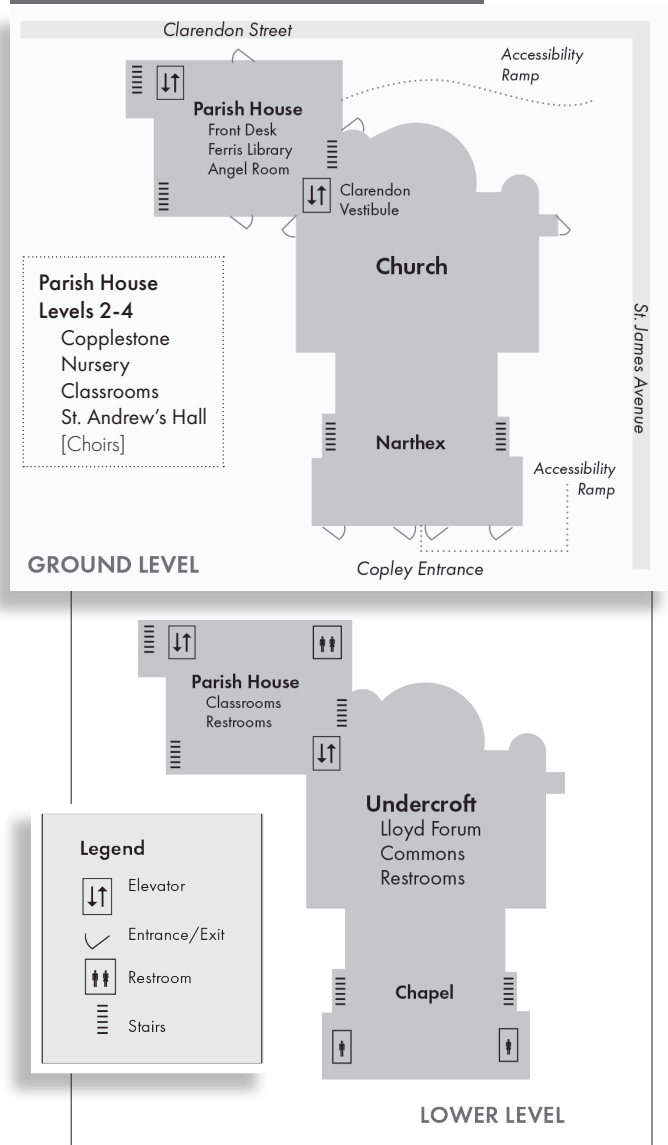 Clarendon Street
Accessibility
Ramp
Parish House
Front Desk
Ferris Library
Angel Room
Clarendon
Vestibule
Church
Parish House
Levels 2-4
Copplestone
Nursery
Classrooms
St. Andrew's Hall
[Choirs]
St. James Avenue
Narthex
Accessibility
Ramp
Copley Entrance
GROUND LEVEL
Parish House
Classrooms
Restrooms
Undercroft
Lloyd Forum
Commons
Restrooms
Legend
Elevator
Entrance/Exit
Restroom
Stairs
Chapel
LOWER LEVEL